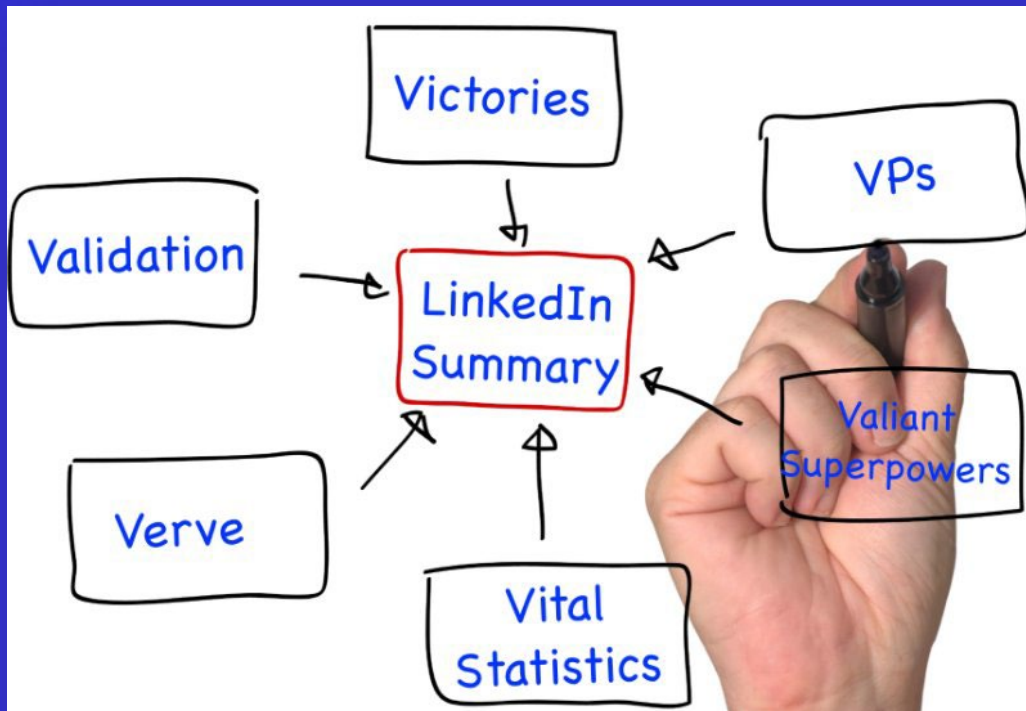 Victories
VPs
Validation
LinkedIn
Summary
Valiant
Superpowers
Verve
Vital
Statistics